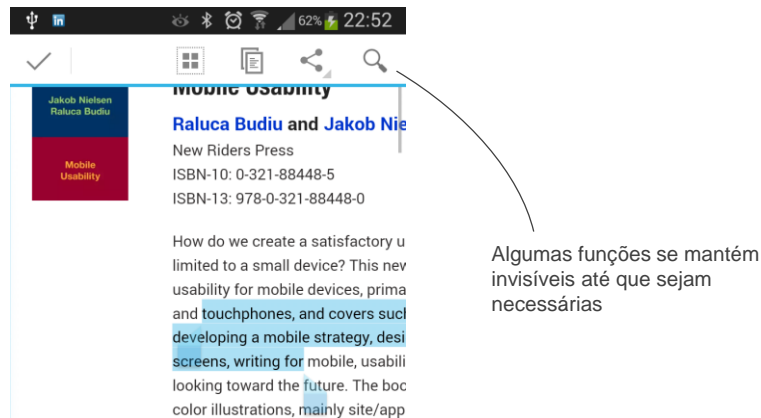 in
62%
22:52
Jakob Nielsen
Raluca Budiu
Mobile
Usability
Mobile Usability
Raluca Budiu and Jakob Nie
New Riders Press
ISBN-10: 0-321-88448-5
ISBN-13: 978-0-321-88448-0
How do we create a satisfactory u
limited to a small device? This new
usability for mobile devices, prima
and touchphones, and covers such
developing a mobile strategy, desi
screens, writing for mobile, usabili
looking toward the future. The boo
color illustrations, mainly site/app
Algumas funções se mantém
invisíveis até que sejam
necessárias